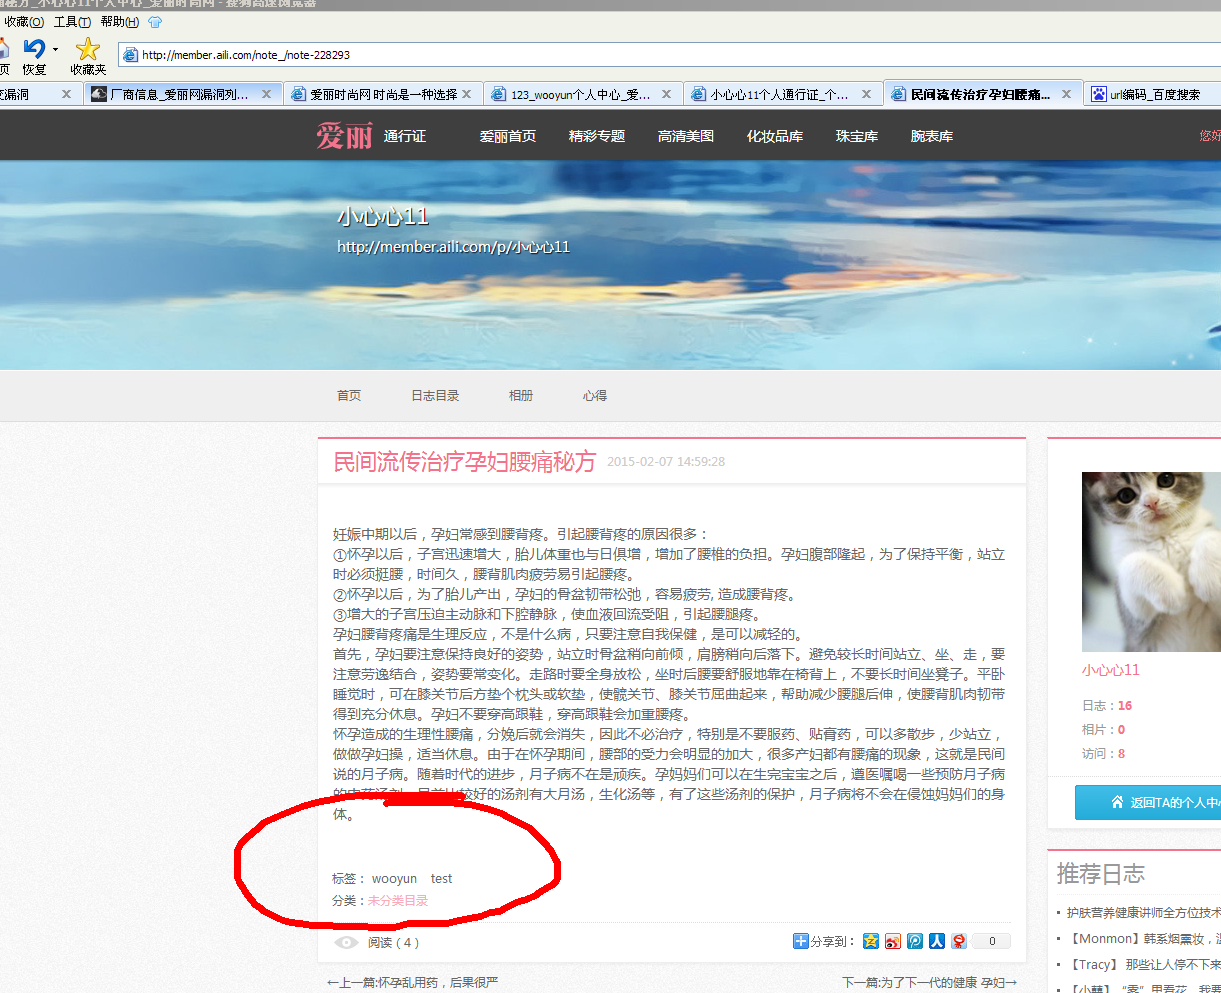 收藏(O) 工具(T) 帮助(H)
恢复 收藏夹 http://member.aili.com/note_/note-228293
厂商信息_爱丽网漏洞列... 爱丽时尚网 时尚是一种选择 123_wooyun个人中心_爱... 小心心11个人通行证_个... 民间流传治疗孕妇腰痛... url编码_百度搜索
爱丽 通行证 爱丽首页 精彩专题 高清美图 化妆品库 珠宝库 腕表库 您好
小心心11
http://member.aili.com/p/小心心11
首页 日志目录 相册 心得
民间流传治疗孕妇腰痛秘方 2015-02-07 14:59:28
妊娠中期以后，孕妇常感到腰背疼。引起腰背疼的原因很多：
①怀孕以后，子宫迅速增大，胎儿体重也与日俱增，增加了腰椎的负担。孕妇腹部隆起，为了保持平衡，站立
时必须挺腰，时间久，腰背肌肉疲劳易引起腰疼。
②怀孕以后，为了胎儿产出，孕妇的骨盆韧带松弛，容易疲劳, 造成腰背疼。
③增大的子宫压迫主动脉和下腔静脉，使血液回流受阻，引起腰腿疼。
孕妇腰背疼痛是生理反应，不是什么病，只要注意自我保健，是可以减轻的。
首先，孕妇要注意保持良好的姿势，站立时骨盆稍向前倾，肩膀稍向后落下。避免较长时间站立、坐、走，要
注意劳逸结合，姿势要常变化。走路时要全身放松，坐时后腰要舒服地靠在椅背上，不要长时间坐凳子。平卧
睡觉时，可在膝关节后方垫个枕头或软垫，使髋关节、膝关节屈曲起来，帮助减少腰腿后伸，使腰背肌肉韧带
得到充分休息。孕妇不要穿高跟鞋，穿高跟鞋会加重腰疼。
怀孕造成的生理性腰痛，分娩后就会消失，因此不必治疗，特别是不要服药、贴膏药，可以多散步，少站立，
做做孕妇操，适当休息。由于在怀孕期间，腰部的受力会明显的加大，很多产妇都有腰痛的现象，这就是民间
说的月子病。随着时代的进步，月子病不在是顽疾。孕妈妈们可以在生完宝宝之后，遵医嘱喝一些预防月子病
的中药汤剂，目前比较好的汤剂有大月汤，生化汤等，有了这些汤剂的保护，月子病将不会在侵蚀妈妈们的身
体。
标签： wooyun test
分类：未分类目录
阅读（4） 分享到： 0
←上一篇:怀孕乱用药，后果很严 下一篇:为了下一代的健康 孕妇→
小心心11
日志：16
相片：0
访问：8
返回TA的个人中心
推荐日志
护肤营养健康讲师全方位技术
【Monmon】韩系烟熏妆，温
【Tracy】 那些让人停不下来